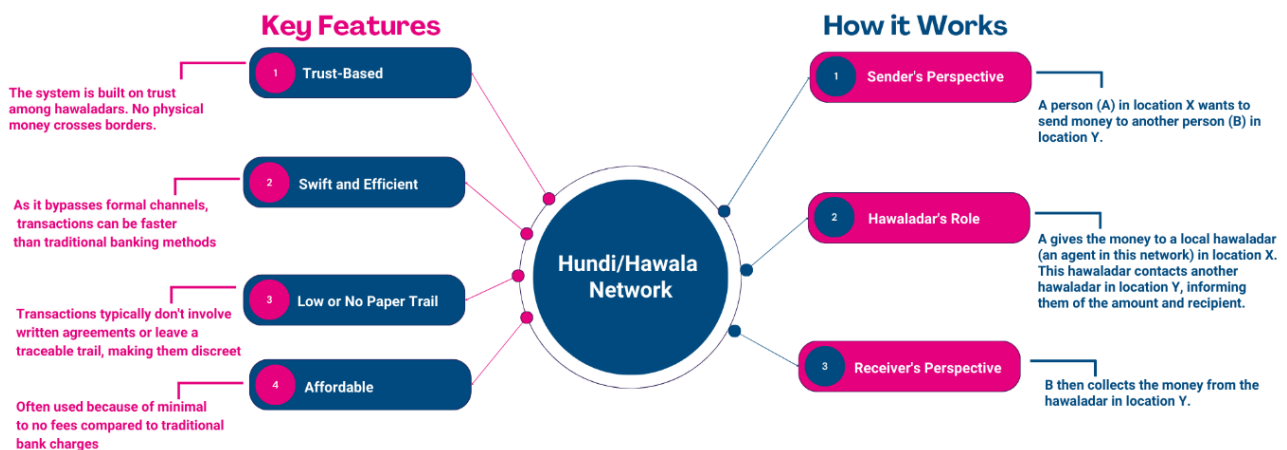 Key Features
1
Trust-Based
The system is built on trust
among hawaladars. No physical
money crosses borders.
2
Swift and Efficient
As it bypasses formal channels,
transactions can be faster
than traditional banking methods
3
Low or No Paper Trail
Transactions typically don't involve
written agreements or leave a
traceable trail, making them discreet
4
Affordable
Often used because of minimal
to no fees compared to traditional
bank charges
Hundi/Hawala
Network
How it Works
1
Sender's Perspective
A person (A) in location X wants to
send money to another person (B) in
location Y.
2
Hawaladar's Role
A gives the money to a local hawaladar
(an agent in this network) in location X.
This hawaladar contacts another
hawaladar in location Y, informing
them of the amount and recipient.
3
Receiver's Perspective
B then collects the money from the
hawaladar in location Y.